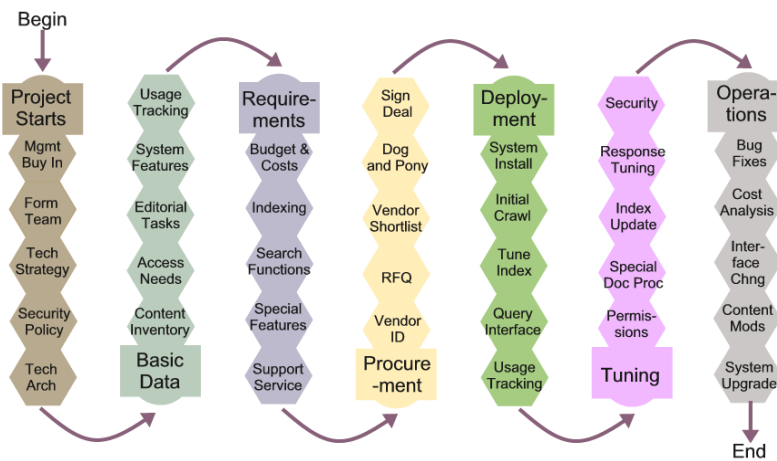 Begin
Project
Starts
Mgmt
Buy In
Form
Team
Tech
Strategy
Security
Policy
Tech
Arch
Usage
Tracking
System
Features
Editorial
Tasks
Access
Needs
Content
Inventory
Basic
Data
Require-
ments
Budget &
Costs
Indexing
Search
Functions
Special
Features
Support
Service
Sign
Deal
Dog
and Pony
Vendor
Shortlist
RFQ
Vendor
ID
Procure
-ment
Deploy-
ment
System
Install
Initial
Crawl
Tune
Index
Query
Interface
Usage
Tracking
Security
Response
Tuning
Index
Update
Special
Doc Proc
Permis-
sions
Tuning
Opera-
tions
Bug
Fixes
Cost
Analysis
Inter-
face
Chng
Content
Mods
System
Upgrade
End